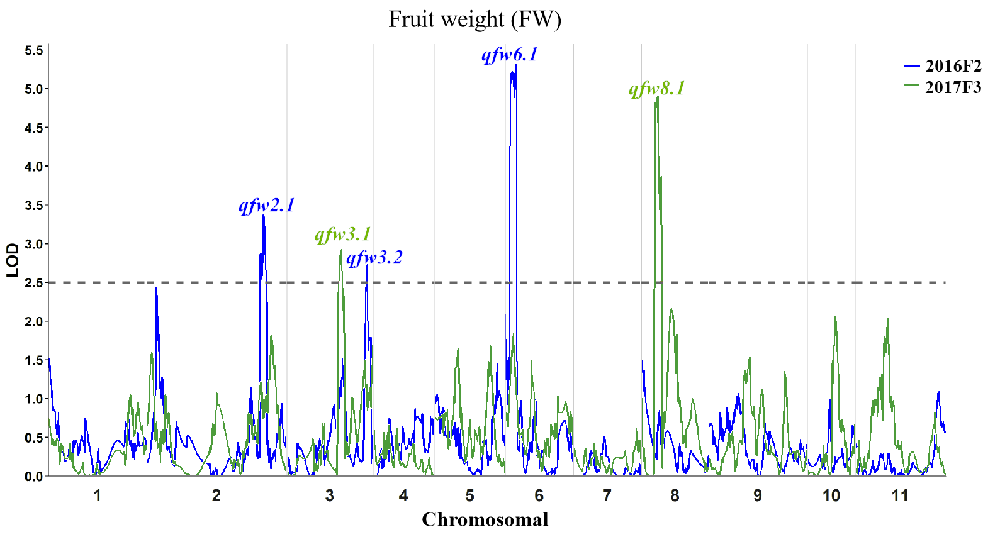 Fruit weight (FW)
5.5
5.0
4.5
4.0
3.5
3.0
2.5
2.0
1.5
1.0
0.5
0.0
LOD
qfw6.1
qfw8.1
qfw2.1
qfw3.1
qfw3.2
2016F2
2017F3
1 2 3 4 5 6 7 8 9 10 11
Chromosomal